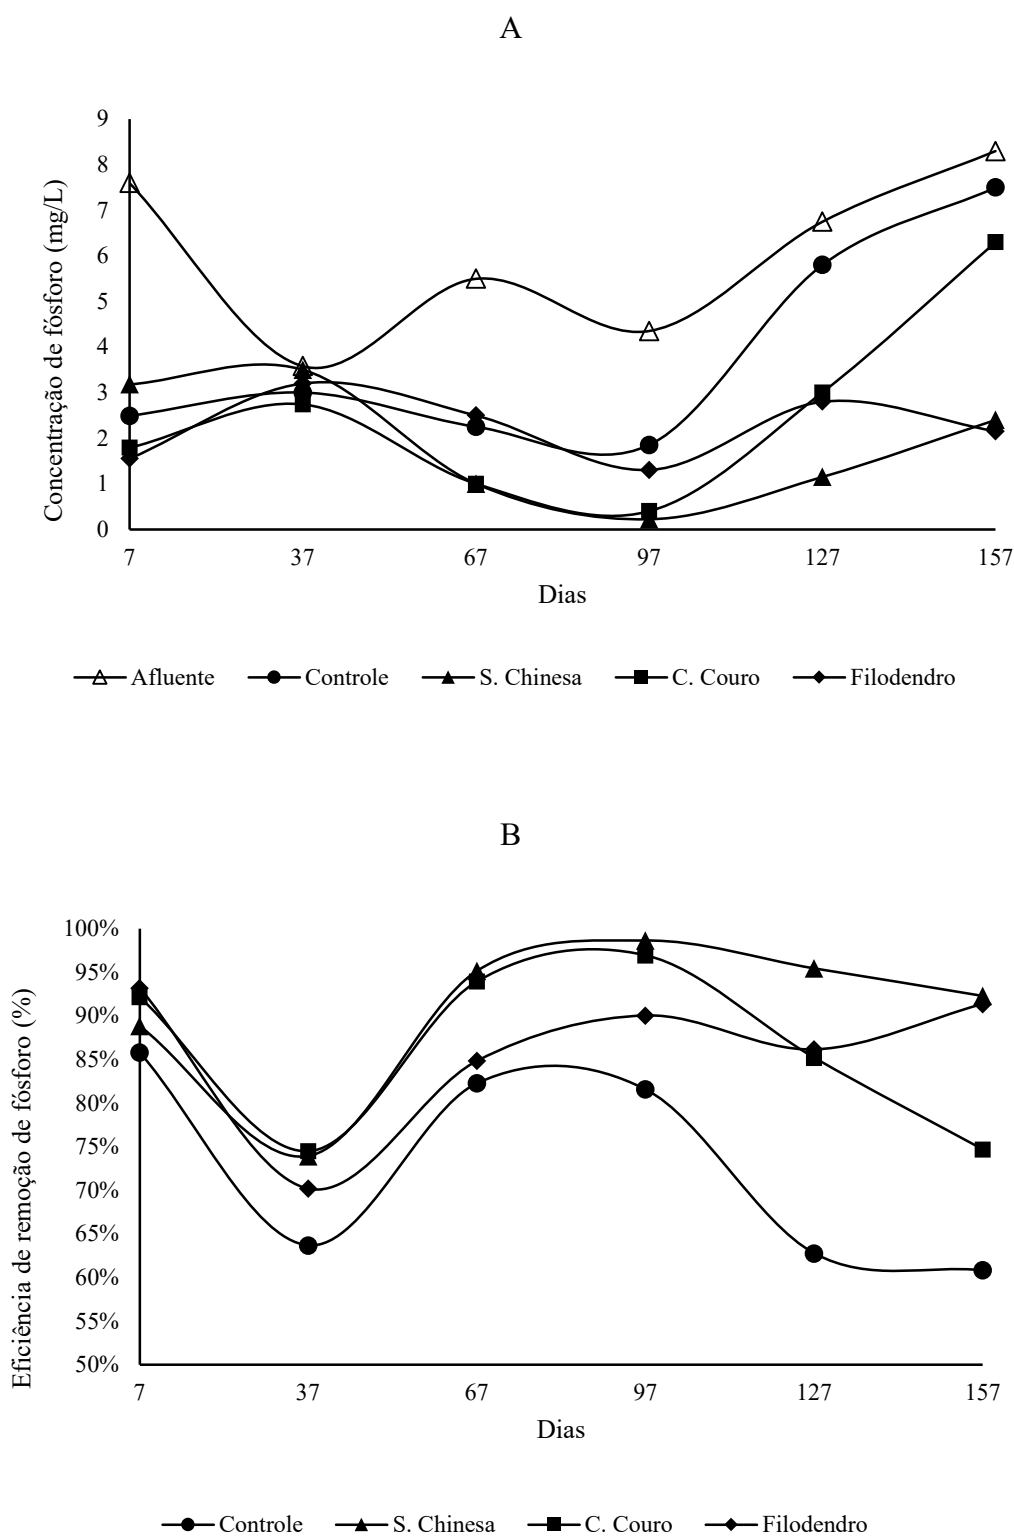 A
9
8
7
6
5
4
3
2
1
0
Concentração de fósforo (mg/L)
7 37 67 97 127 157
Dias
Afluente Controle S. Chinesa C. Couro Filodendro
B
100%
95%
90%
85%
80%
75%
70%
65%
60%
55%
50%
Eficiência de remoção de fósforo (%)
7 37 67 97 127 157
Dias
Controle S. Chinesa C. Couro Filodendro